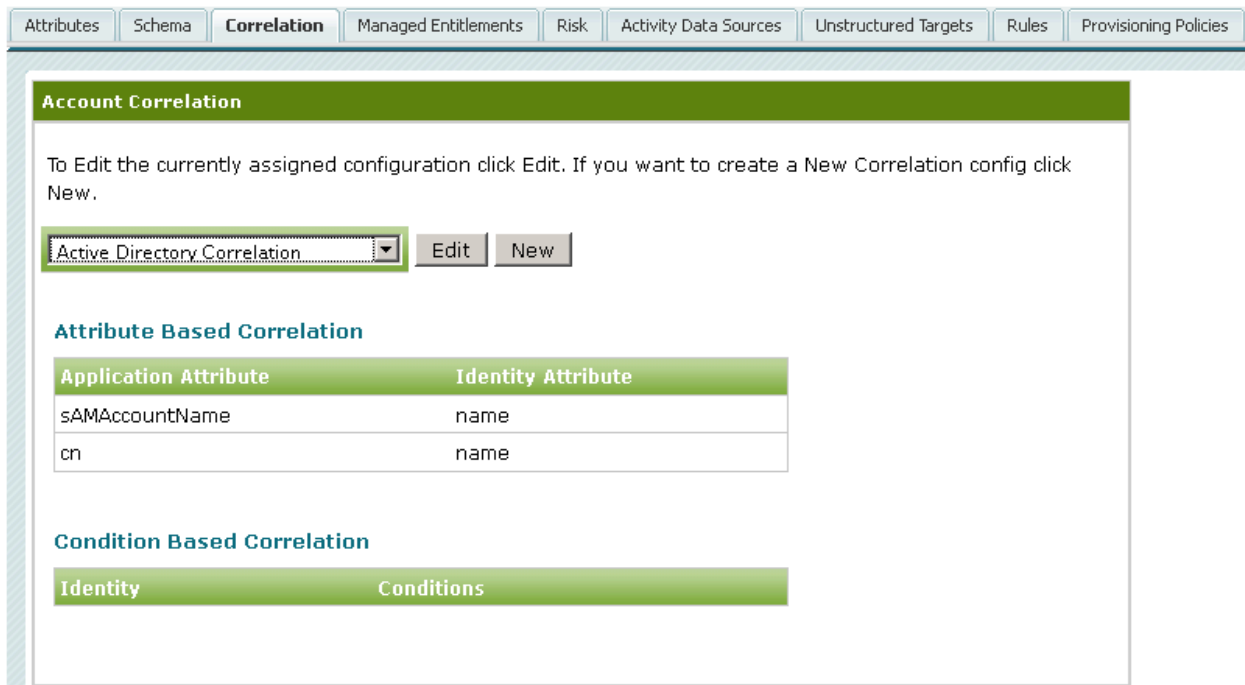 Attributes Schema Correlation Managed Entitlements Risk Activity Data Sources Unstructured Targets Rules Provisioning Policies
Account Correlation
To Edit the currently assigned configuration click Edit. If you want to create a New Correlation config click
New.
Active Directory Correlation Edit New
Attribute Based Correlation
Application Attribute Identity Attribute
sAMAccountName name
cn name
Condition Based Correlation
Identity Conditions